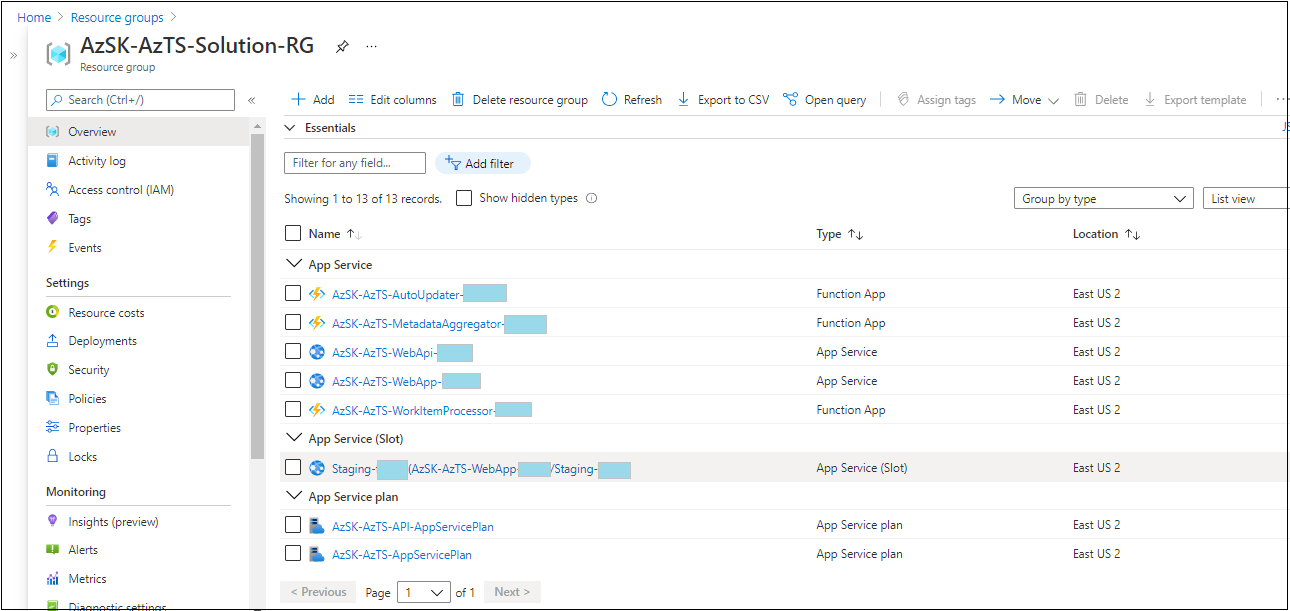 Home > Resource groups >
»
AzSK-AzTS-Solution-RG ...
Resource group
Search (Ctrl+/) «
Overview
Activity log
Access control (IAM)
Tags
Events
Settings
Resource costs
Deployments
Security
Policies
Properties
Locks
Monitoring
Insights (preview)
Alerts
Metrics
Diagnostic settings
+ Add Edit columns Delete resource group Refresh Export to CSV Open query Assign tags Move Delete Export template ...
Essentials
Filter for any field... Add filter
Showing 1 to 13 of 13 records. Show hidden types
Group by type List view
Name ↑↓ Type ↑↓ Location ↑↓
App Service
AzSK-AzTS-AutoUpdater- Function App East US 2
AzSK-AzTS-MetadataAggregator- Function App East US 2
AzSK-AzTS-WebApi- App Service East US 2
AzSK-AzTS-WebApp- App Service East US 2
AzSK-AzTS-WorkItemProcessor- Function App East US 2
App Service (Slot)
Staging- (AzSK-AzTS-WebApp- /Staging- App Service (Slot) East US 2
App Service plan
AzSK-AzTS-API-AppServicePlan App Service plan East US 2
AzSK-AzTS-AppServicePlan App Service plan East US 2
< Previous Page 1 of 1 Next >